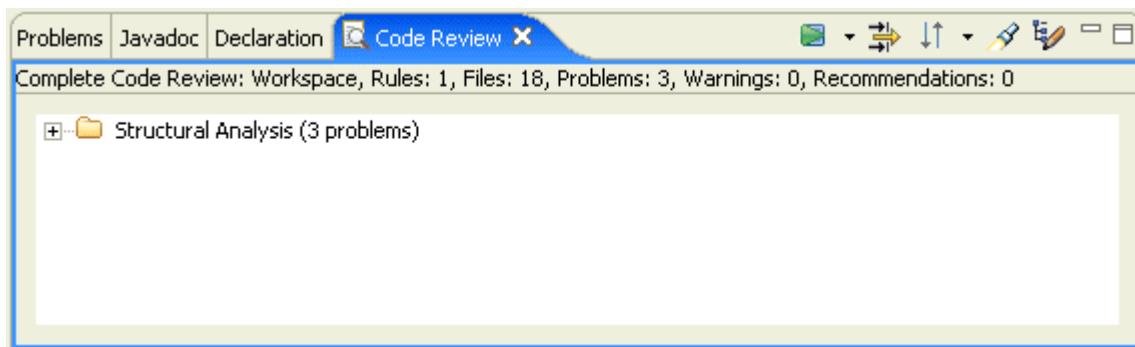 Problems Javadoc Declaration Code Review
Complete Code Review: Workspace, Rules: 1, Files: 18, Problems: 3, Warnings: 0, Recommendations: 0
Structural Analysis (3 problems)